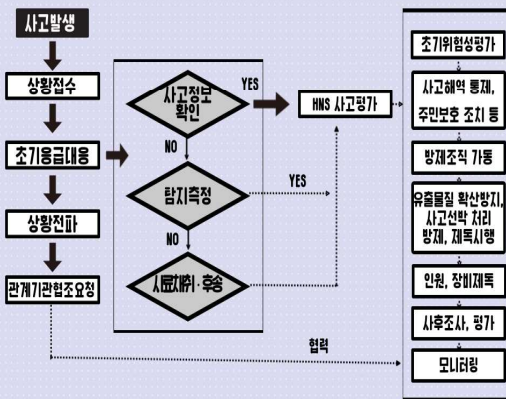 사고발생
상황접수
초기응급대응
상황전파
관계기관협조요청
사고정보
확인
YES
NO
탐지측정
YES
NO
시료채취·후송
HNS 사고평가
협력
초기위험성평가
사고해역 통제,
주민보호 조치 등
방제조직 가동
유출물질 확산방지,
사고선박 처리
방제, 제독시행
인원, 장비제독
사후조사, 평가
모니터링